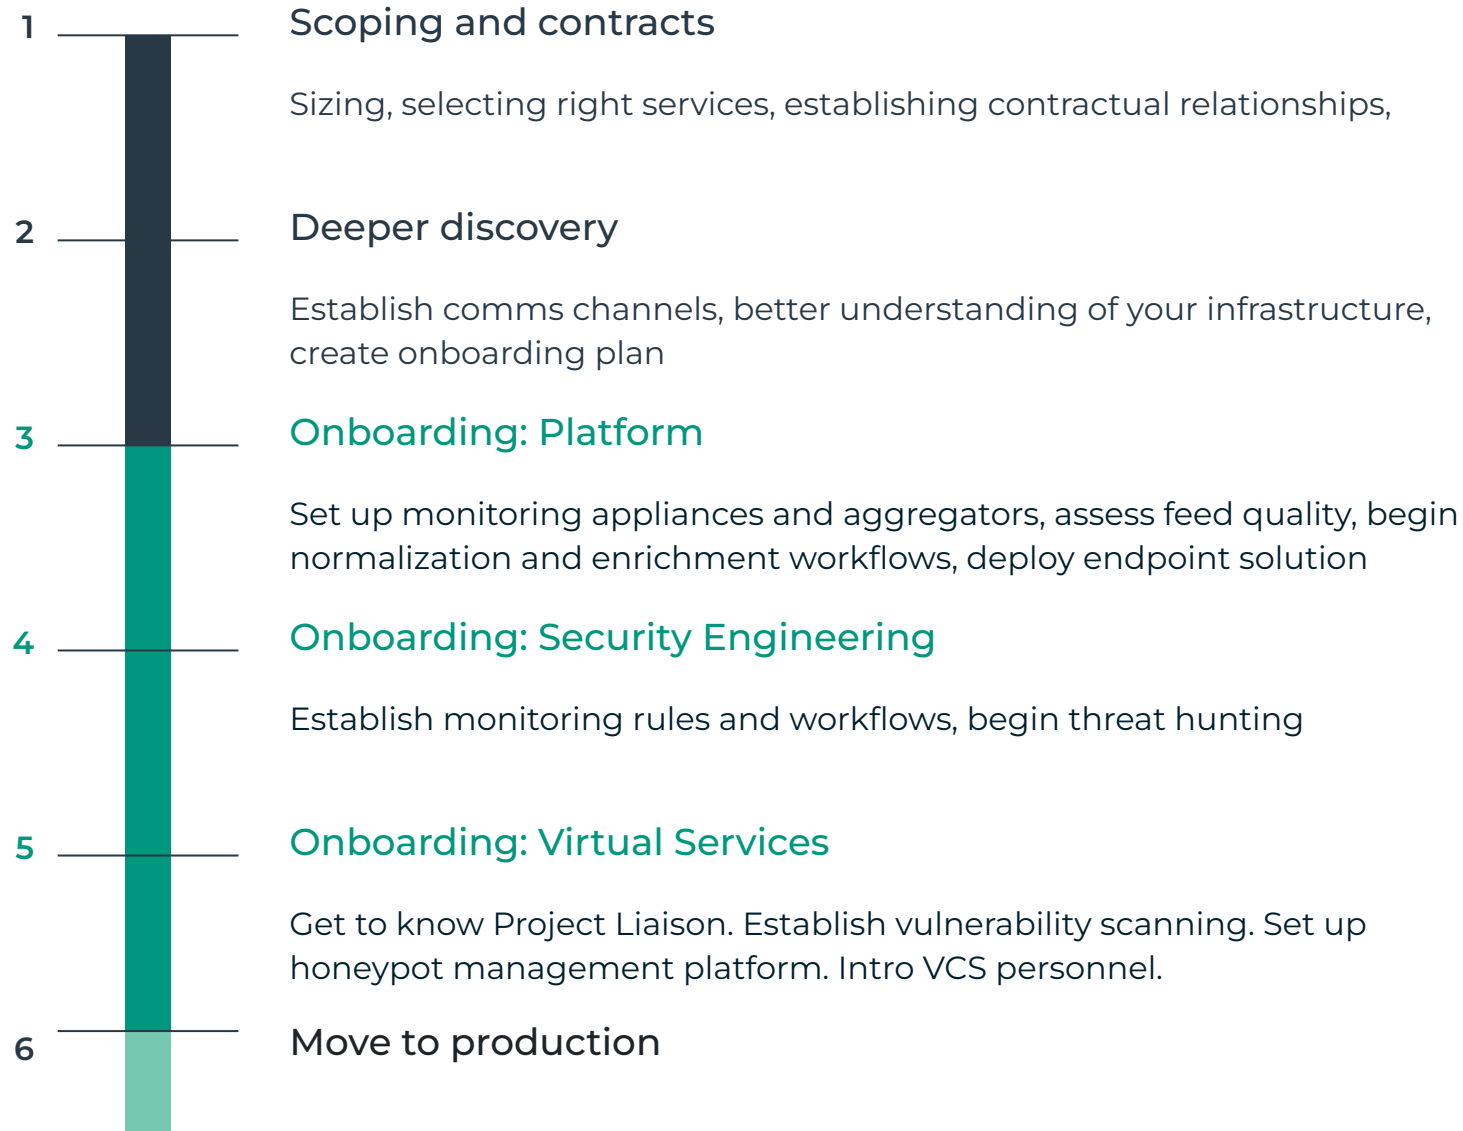 1
Scoping and contracts
Sizing, selecting right services, establishing contractual relationships,
2
Deeper discovery
Establish comms channels, better understanding of your infrastructure,
create onboarding plan
3
Onboarding: Platform
Set up monitoring appliances and aggregators, assess feed quality, begin
normalization and enrichment workflows, deploy endpoint solution
4
Onboarding: Security Engineering
Establish monitoring rules and workflows, begin threat hunting
5
Onboarding: Virtual Services
Get to know Project Liaison. Establish vulnerability scanning. Set up
honeypot management platform. Intro VCS personnel.
6
Move to production